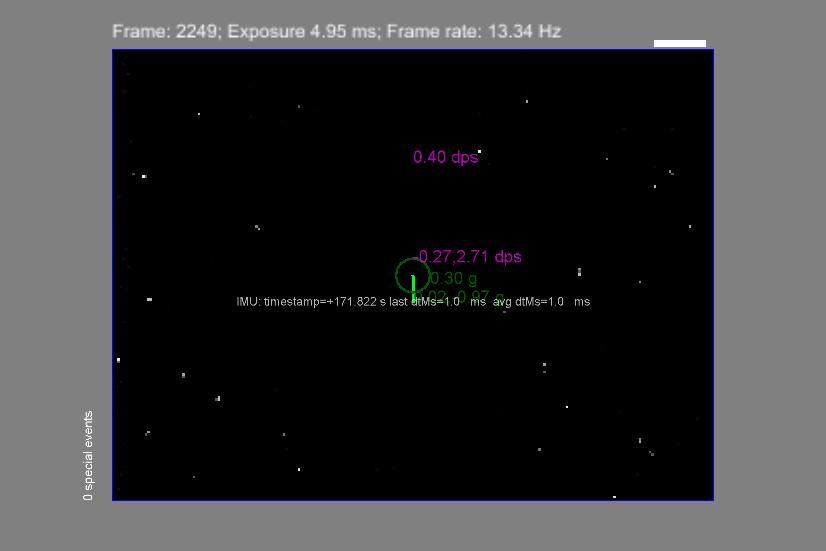 Frame: 2249; Exposure 4.95 ms; Frame rate: 13.34 Hz
0.40 dps
-0.27,2.71 dps
0.30 g
IMU: timestamp=+171.822 s last dtMs=1.0 ms avg dtMs=1.0 ms
0 special events